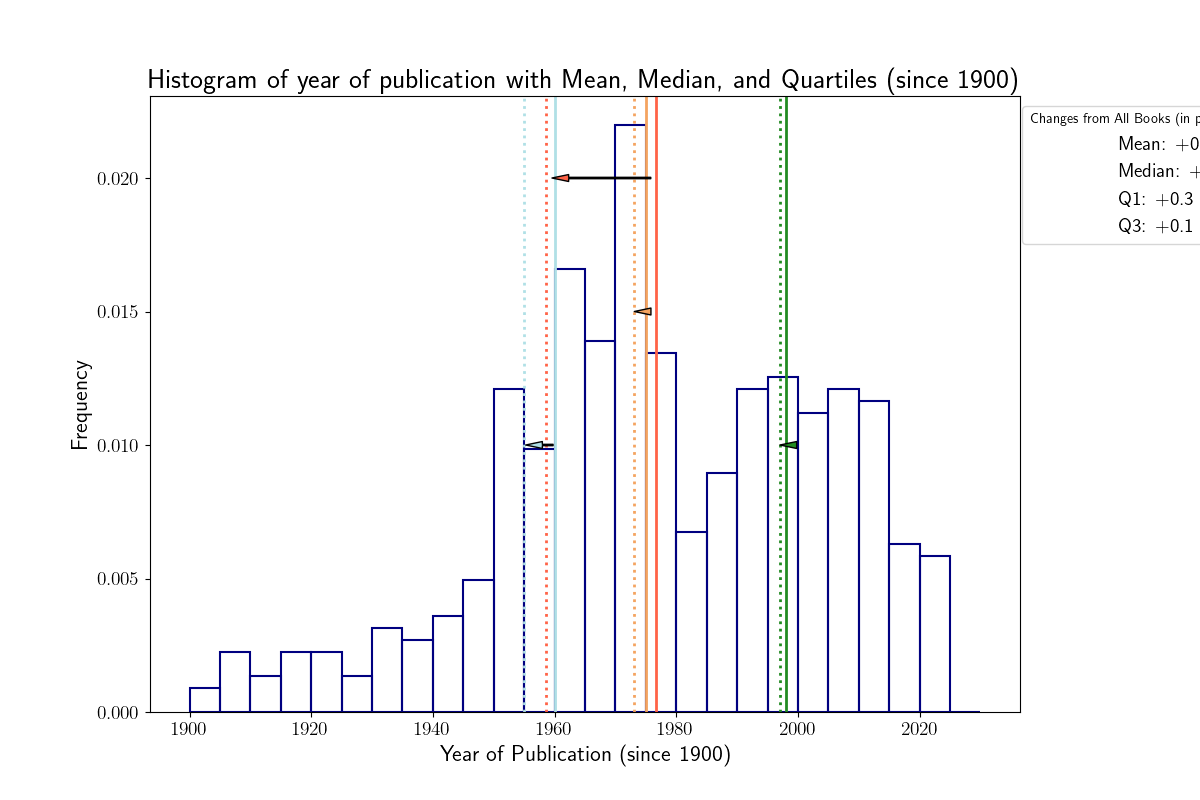 Histogram of year of publication with Mean, Median, and Quartiles (since 1900)
Changes from All Books (in
Mean: +0
Median: +
Q1: +0.3
Q3: +0.1
0.020
0.015
0.010
0.005
0.000
Frequency
1900 1920 1940 1960 1980 2000 2020
Year of Publication (since 1900)